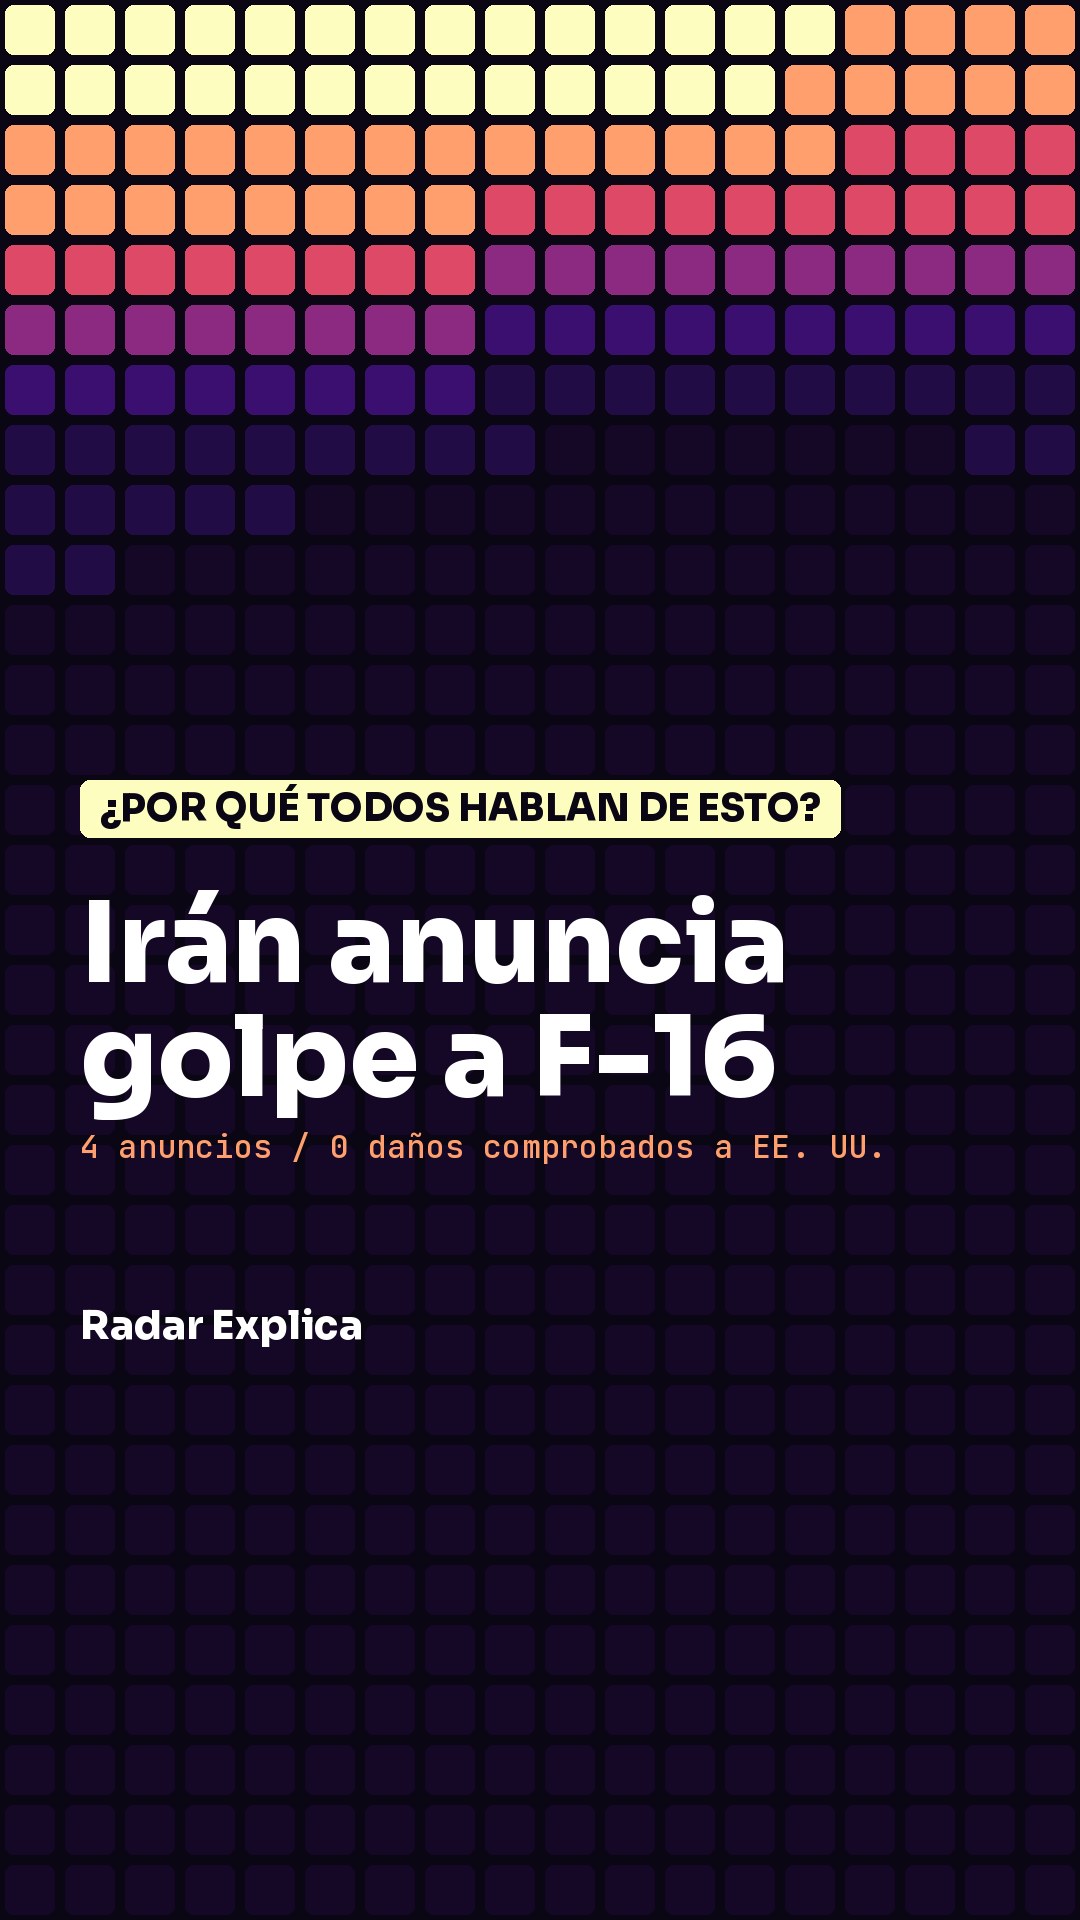 ¿POR QUÉ TODOS HABLAN DE ESTO?
Irán anuncia
golpe a F-16
4 anuncios / 0 daños comprobados a EE. UU.
Radar Explica